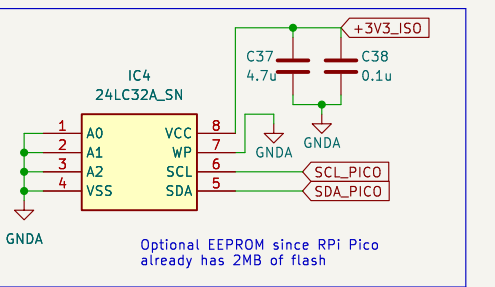 +3V3_ISO
C37
4.7u
C38
0.1u
IC4
24LC32A_SN
1 A0 VCC 8
2 A1 WP 7
3 A2 SCL 6
4 VSS SDA 5
GNDA
GNDA
SCL_PICO
SDA_PICO
GNDA
Optional EEPROM since RPi Pico
already has 2MB of flash